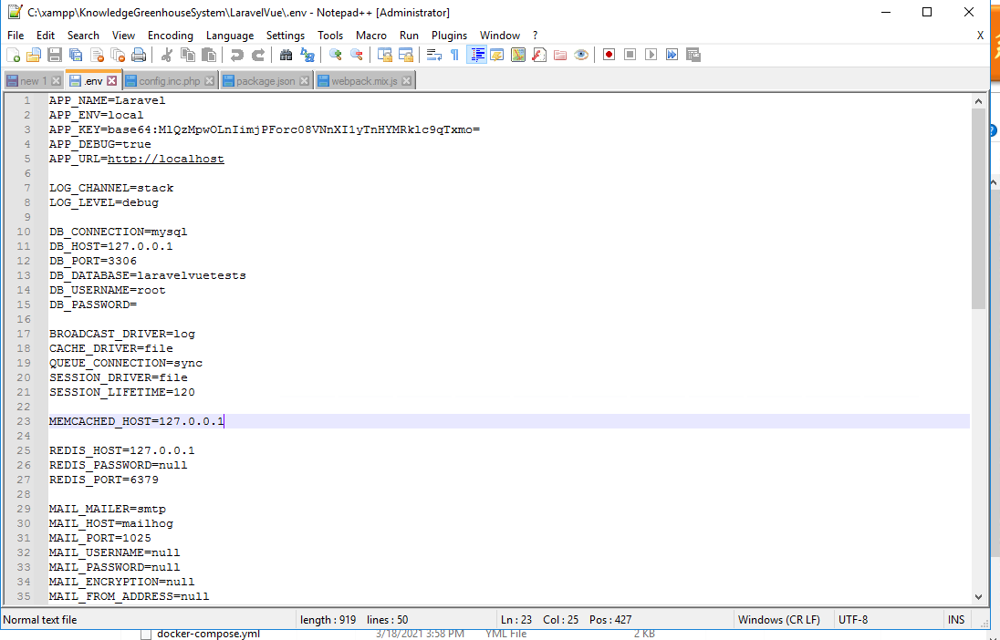 C:\xampp\KnowledgeGreenhouseSystem\LaravelVue\.env - Notepad++ [Administrator]
File Edit Search View Encoding Language Settings Tools Macro Run Plugins Window ? X
new 1 .env config.inc.php package.json webpack.mix.js
1 APP_NAME=Laravel
2 APP_ENV=local
3 APP_KEY=base64:MlQzMpwOLnIimjPForc08VNnXI1yTnHYMRklc9qTxmo=
4 APP_DEBUG=true
5 APP_URL=http://localhost
6
7 LOG_CHANNEL=stack
8 LOG_LEVEL=debug
9
10 DB_CONNECTION=mysql
11 DB_HOST=127.0.0.1
12 DB_PORT=3306
13 DB_DATABASE=laravelvuetests
14 DB_USERNAME=root
15 DB_PASSWORD=
16
17 BROADCAST_DRIVER=log
18 CACHE_DRIVER=file
19 QUEUE_CONNECTION=sync
20 SESSION_DRIVER=file
21 SESSION_LIFETIME=120
22
23 MEMCACHED_HOST=127.0.0.1
24
25 REDIS_HOST=127.0.0.1
26 REDIS_PASSWORD=null
27 REDIS_PORT=6379
28
29 MAIL_MAILER=smtp
30 MAIL_HOST=mailhog
31 MAIL_PORT=1025
32 MAIL_USERNAME=null
33 MAIL_PASSWORD=null
34 MAIL_ENCRYPTION=null
35 MAIL_FROM_ADDRESS=null
Normal text file length : 919 lines : 50 Ln : 23 Col : 25 Pos : 427 Windows (CR LF) UTF-8 INS
docker-compose.yml 3/18/2021 3:58 PM YML File 2 KB